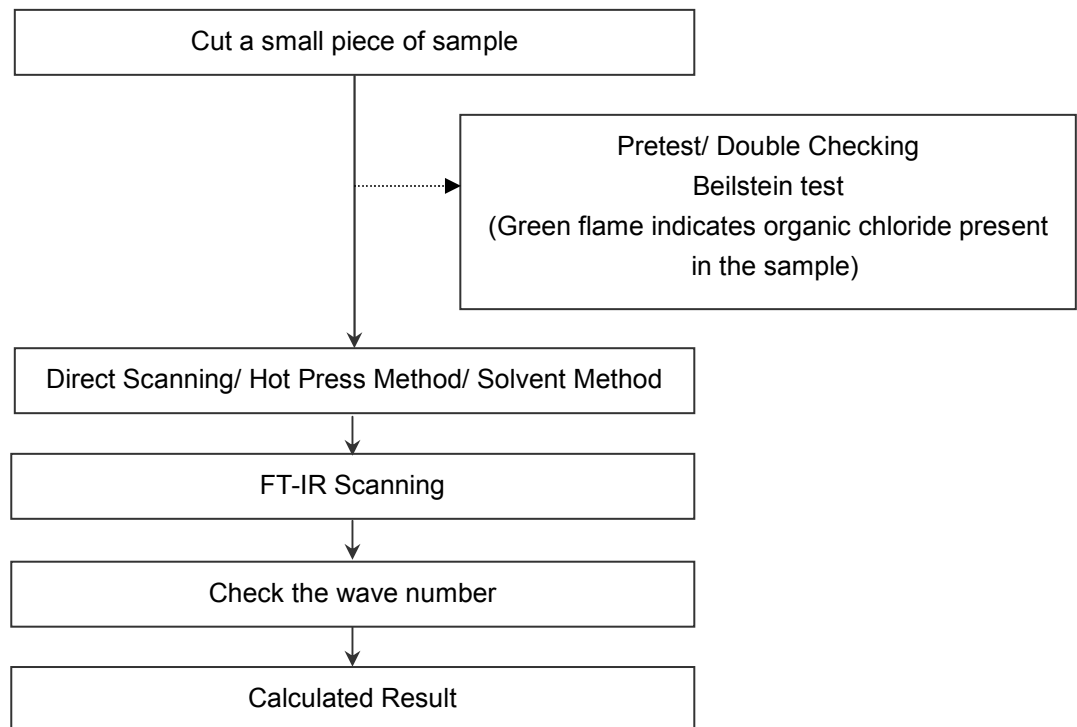 Cut a small piece of sample
Pretest/ Double Checking
Beilstein test
(Green flame indicates organic chloride present
in the sample)
Direct Scanning/ Hot Press Method/ Solvent Method
FT-IR Scanning
Check the wave number
Calculated Result